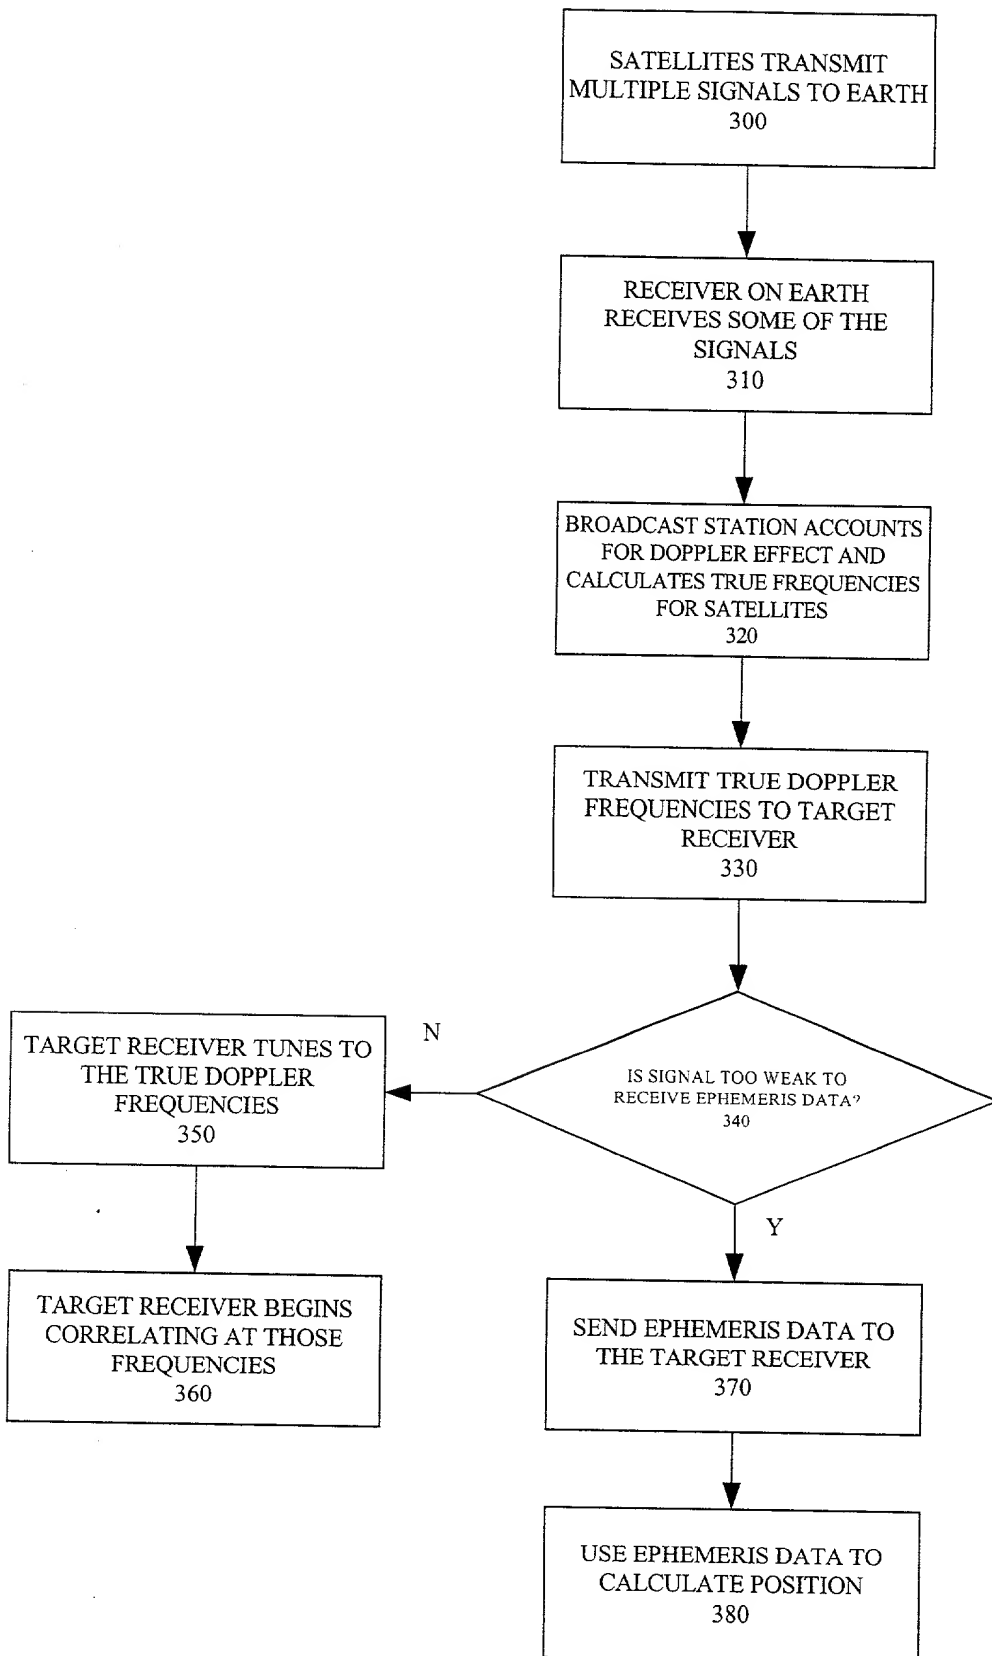 SATELLITES TRANSMIT
MULTIPLE SIGNALS TO EARTH
300
RECEIVER ON EARTH
RECEIVES SOME OF THE
SIGNALS
310
BROADCAST STATION ACCOUNTS
FOR DOPPLER EFFECT AND
CALCULATES TRUE FREQUENCIES
FOR SATELLITES
320
TRANSMIT TRUE DOPPLER
FREQUENCIES TO TARGET
RECEIVER
330
IS SIGNAL TOO WEAK TO
RECEIVE EPHEMERIS DATA?
340
N
TARGET RECEIVER TUNES TO
THE TRUE DOPPLER
FREQUENCIES
350
TARGET RECEIVER BEGINS
CORRELATING AT THOSE
FREQUENCIES
360
Y
SEND EPHEMERIS DATA TO
THE TARGET RECEIVER
370
USE EPHEMERIS DATA TO
CALCULATE POSITION
380